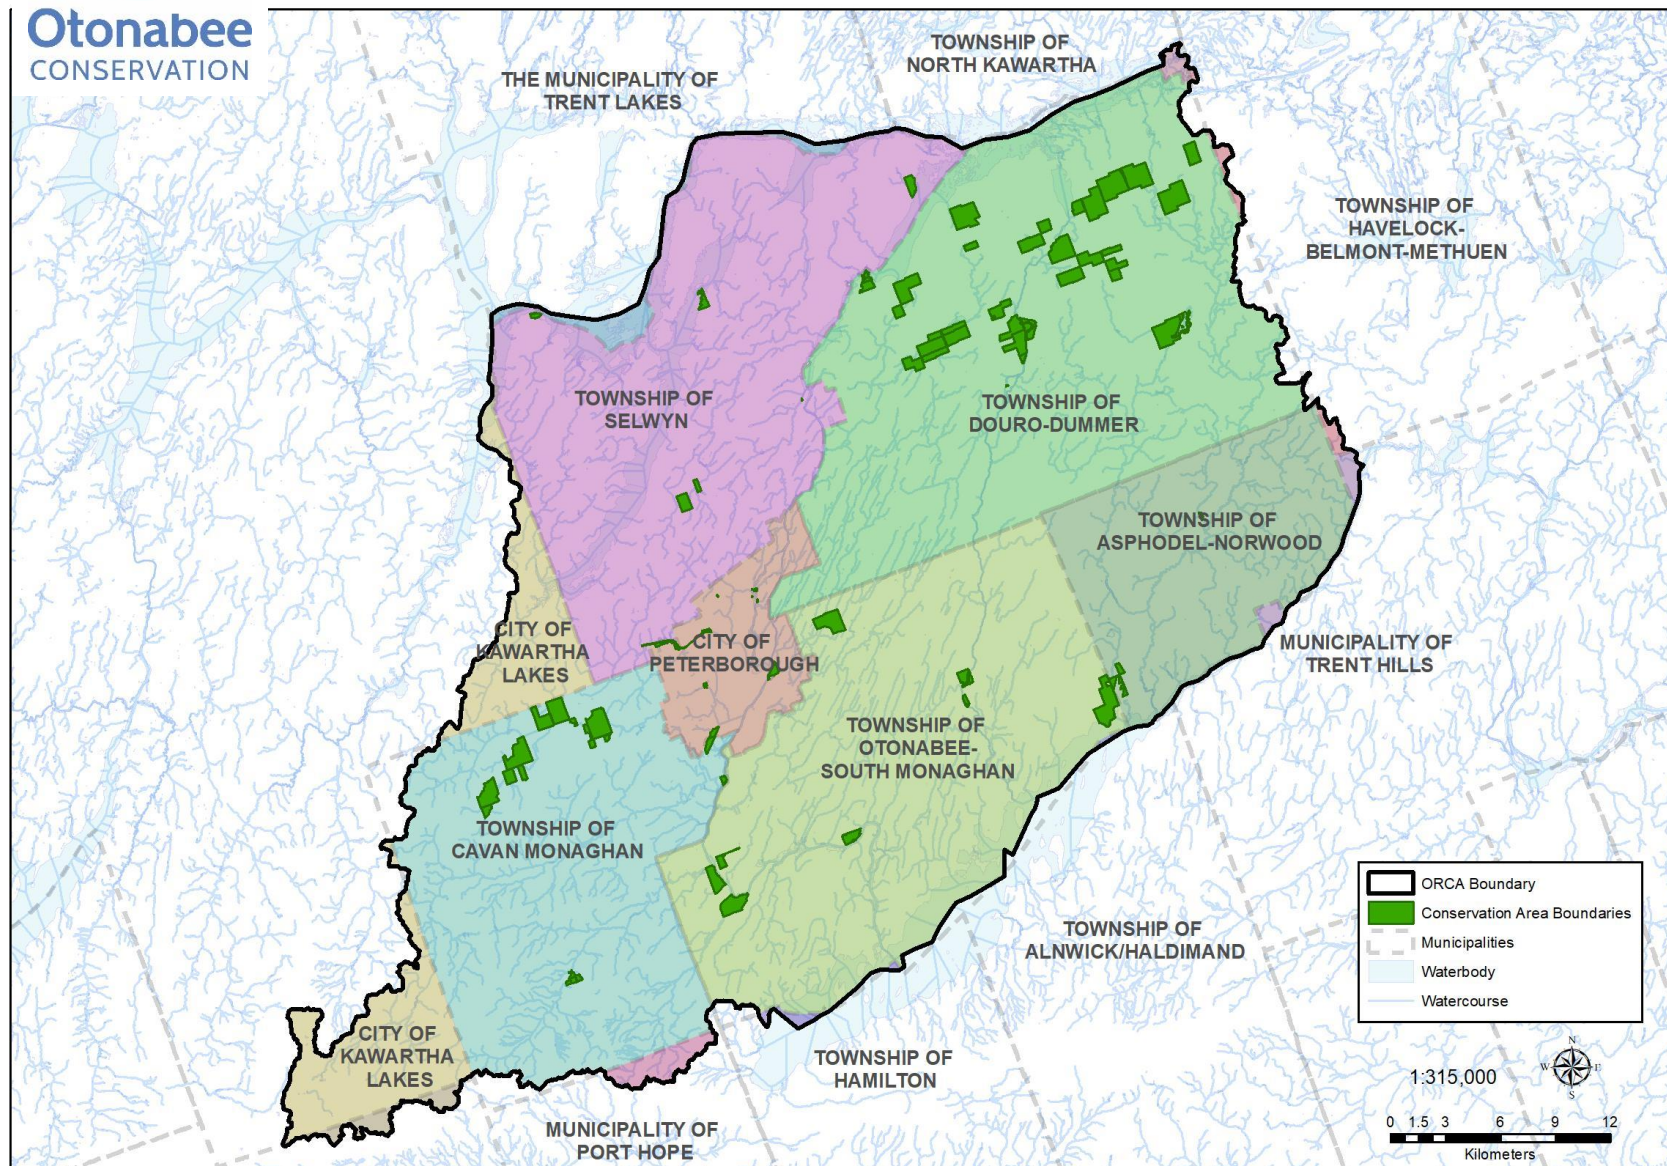 Otonabee
CONSERVATION
THE MUNICIPALITY OF
TRENT LAKES
TOWNSHIP OF
NORTH KAWARTHA
TOWNSHIP OF
HAVELOCK-
BELMONT-METHUEN
TOWNSHIP OF
SELWYN
TOWNSHIP OF
DOURO-DUMMER
TOWNSHIP OF
ASPHODEL-NORWOOD
CITY OF
KAWARTHA
LAKES
CITY OF
PETERBOROUGH
MUNICIPALITY OF
TRENT HILLS
TOWNSHIP OF
OTONABEE-
SOUTH MONAGHAN
TOWNSHIP OF
CAVAN MONAGHAN
TOWNSHIP OF
ALNWICK/HALDIMAND
CITY OF
KAWARTHA
LAKES
TOWNSHIP OF
HAMILTON
MUNICIPALITY OF
PORT HOPE
ORCA Boundary
Conservation Area Boundaries
Municipalities
Waterbody
Watercourse
1:315,000
N
W E
S
0 1.5 3 6 9 12
Kilometers